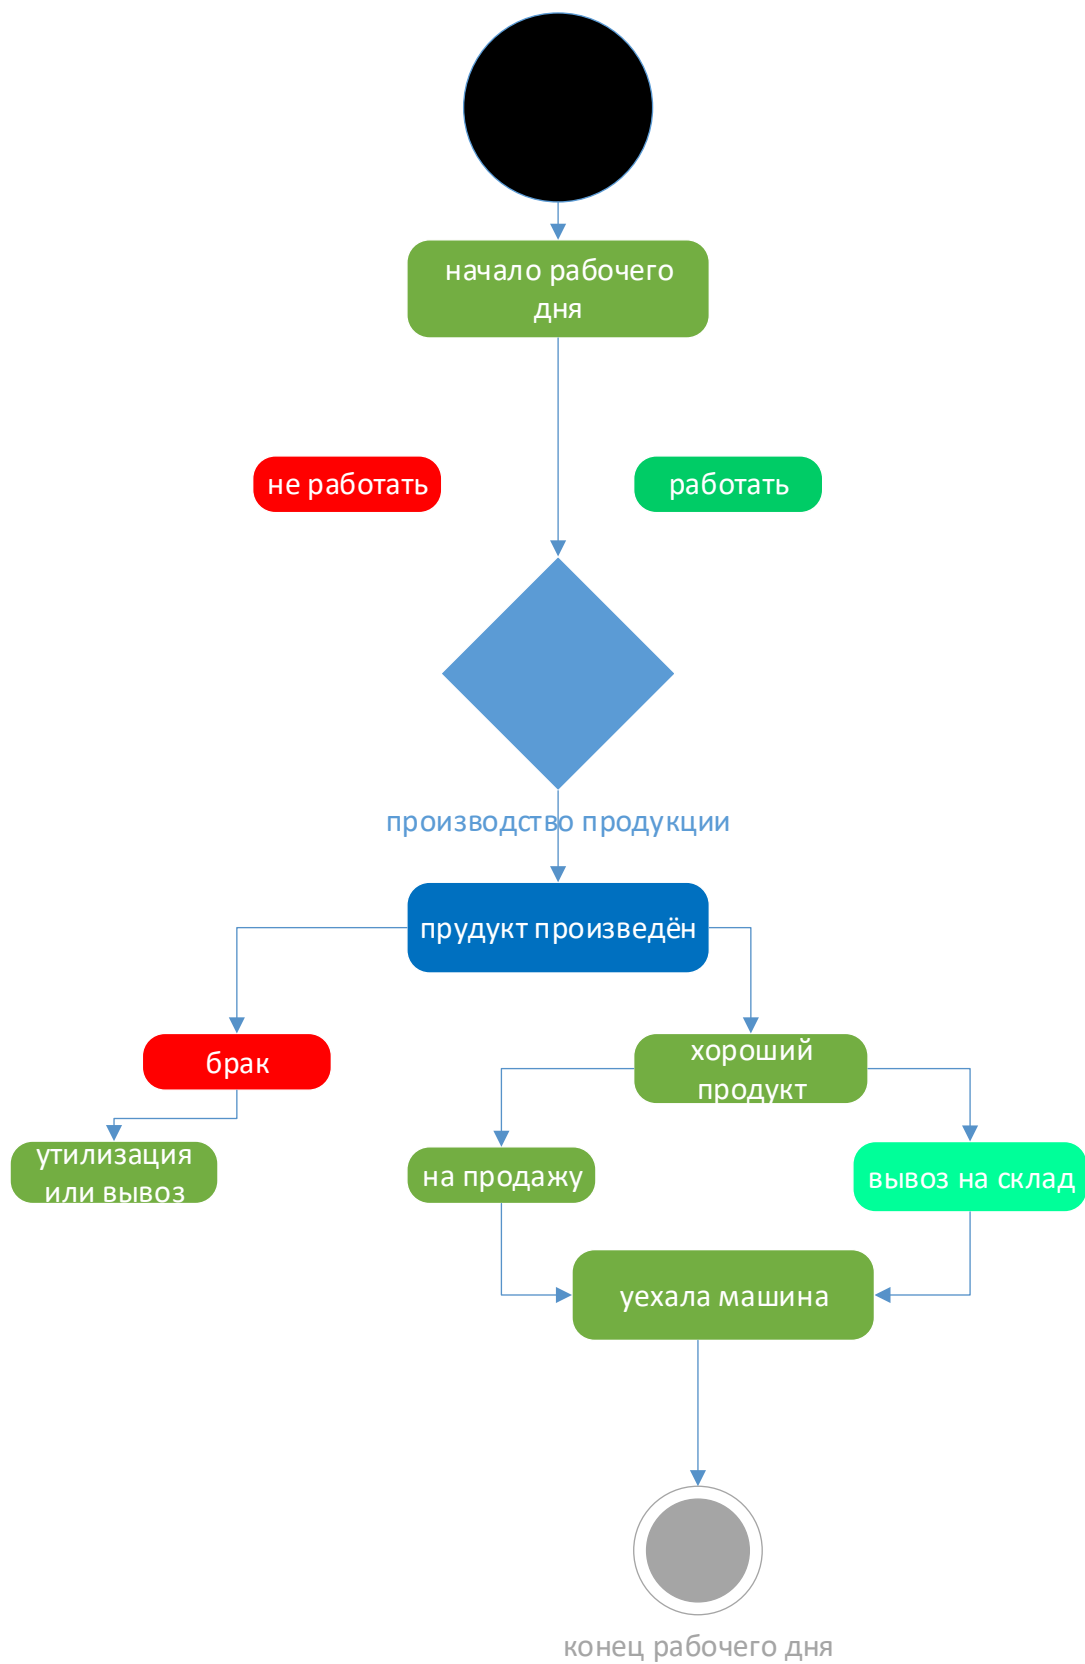 начало рабочего
дня
не работать
работать
производство продукции
прудукт произведён
брак
хороший
продукт
утилизация
или вывоз
на продажу
вывоз на склад
уехала машина
конец рабочего дня